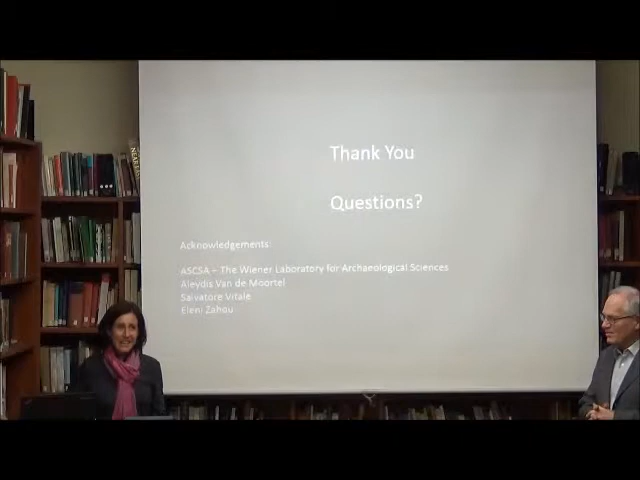 Thank You
Questions?
Acknowledgements:
ASCSA – The Wiener Laboratory for Archaeological Sciences
Aleydis Van de Moortel
Salvatore Vitale
Eleni Zahou